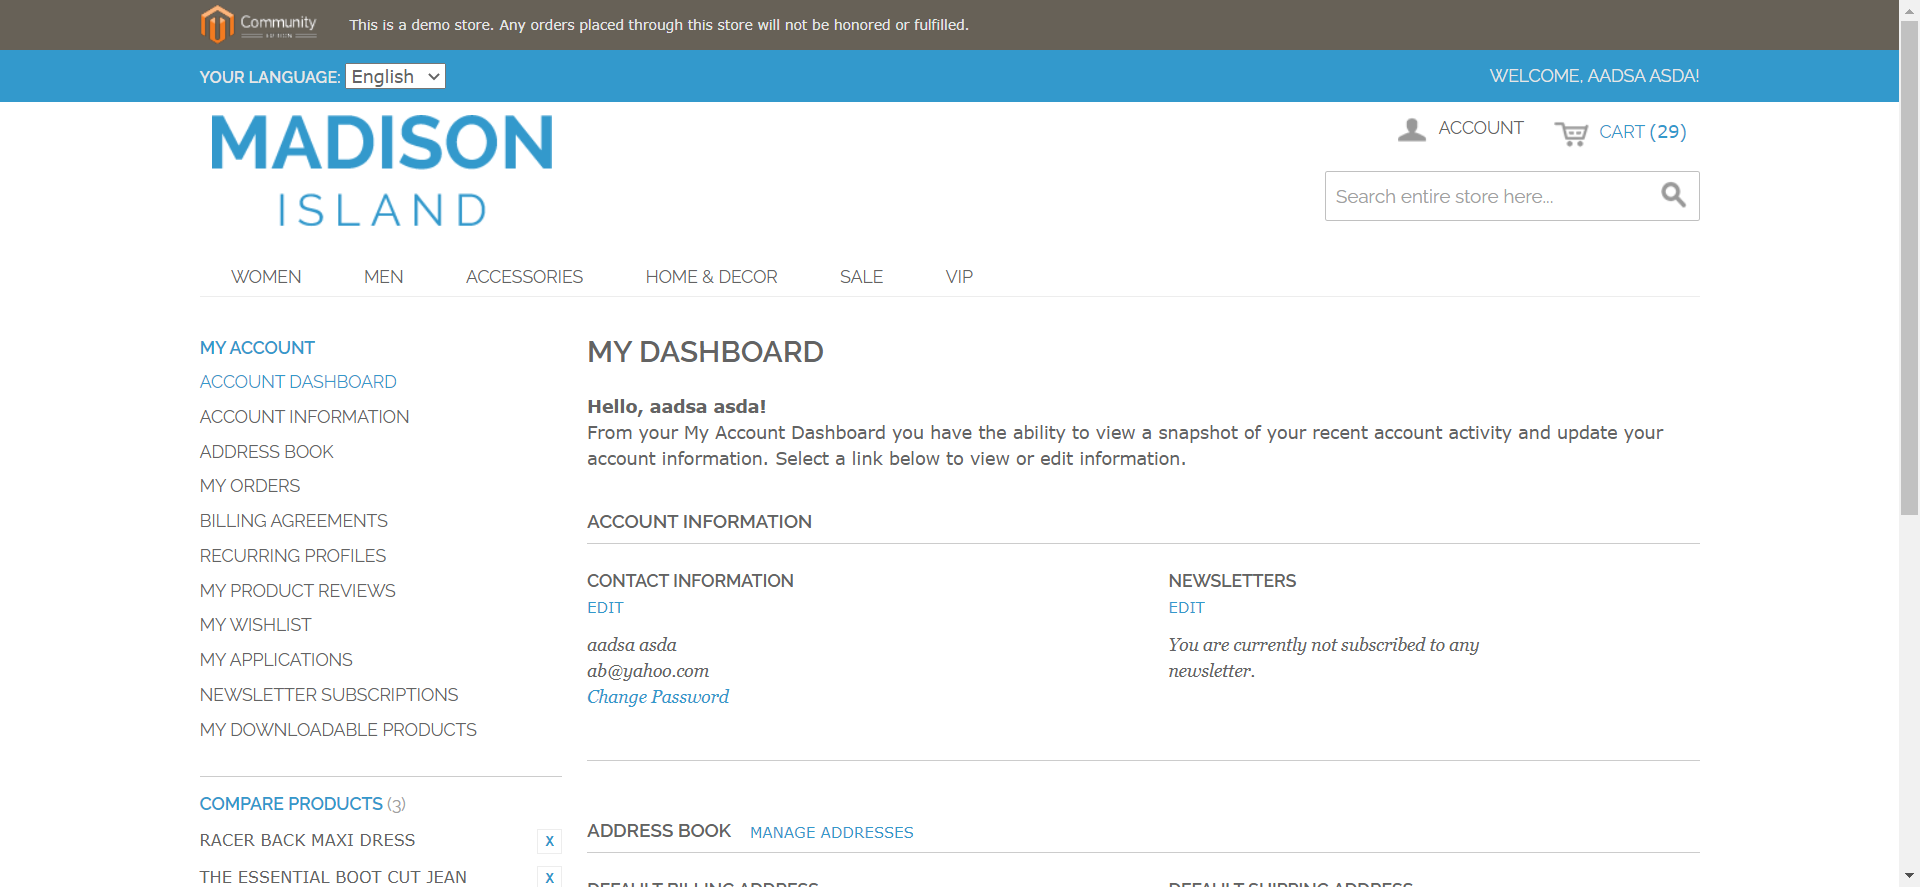 Community
This is a demo store. Any orders placed through this store will not be honored or fulfilled.
YOUR LANGUAGE: English
WELCOME, AADSA ASDA!
MADISON
ISLAND
ACCOUNT
CART (29)
Search entire store here...
WOMEN MEN ACCESSORIES HOME & DECOR SALE VIP
MY ACCOUNT
ACCOUNT DASHBOARD
ACCOUNT INFORMATION
ADDRESS BOOK
MY ORDERS
BILLING AGREEMENTS
RECURRING PROFILES
MY PRODUCT REVIEWS
MY WISHLIST
MY APPLICATIONS
NEWSLETTER SUBSCRIPTIONS
MY DOWNLOADABLE PRODUCTS
COMPARE PRODUCTS (3)
RACER BACK MAXI DRESS X
THE ESSENTIAL BOOT CUT JEAN X
MY DASHBOARD
Hello, aadsa asda!
From your My Account Dashboard you have the ability to view a snapshot of your recent account activity and update your
account information. Select a link below to view or edit information.
ACCOUNT INFORMATION
CONTACT INFORMATION
EDIT
aadsa asda
ab@yahoo.com
Change Password
NEWSLETTERS
EDIT
You are currently not subscribed to any
newsletter.
ADDRESS BOOK MANAGE ADDRESSES
DEFAULT BILLING ADDRESS
DEFAULT SHIPPING ADDRESS